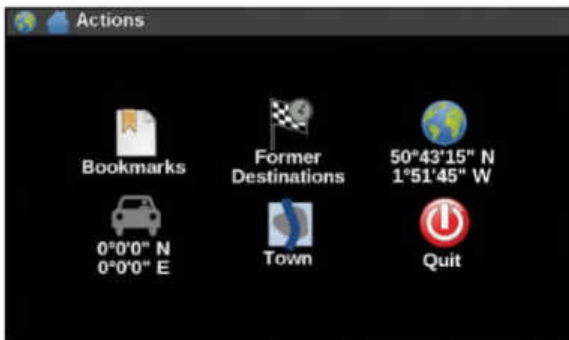 Actions
Bookmarks
Former
Destinations
50°43'15" N
1°51'45" W
0°0'0" N
0°0'0" E
Town
Quit